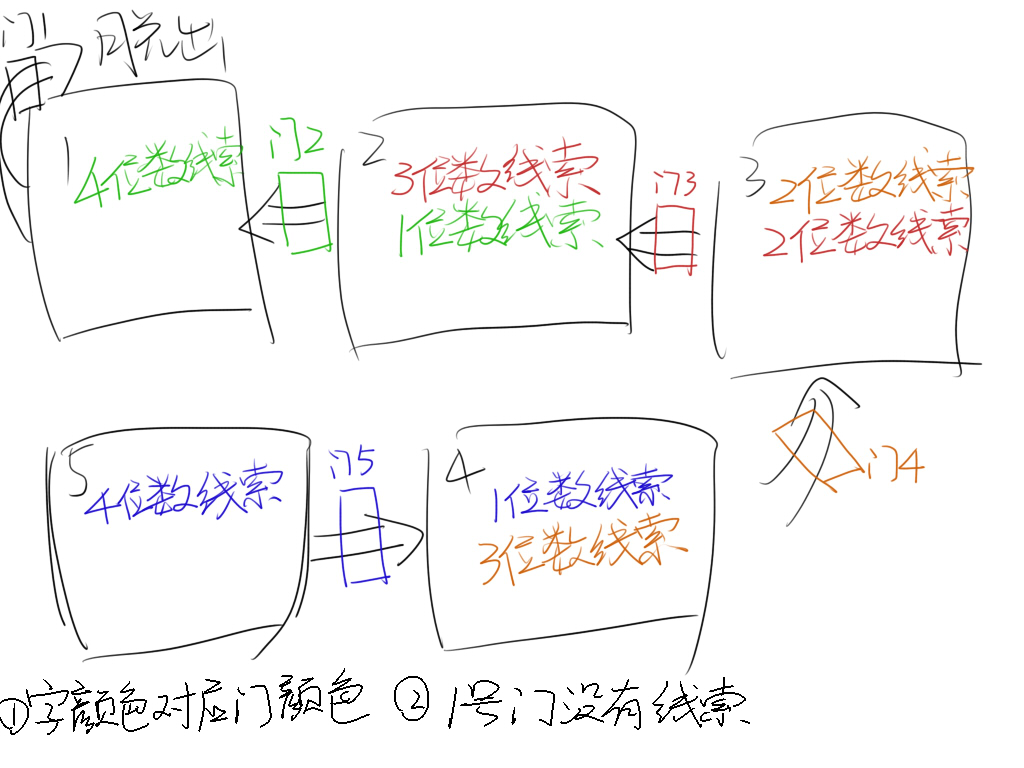 门1
脱出
1
4位数线索
门2
2
3位数线索
1位数线索
门3
3
2位数线索
2位数线索
5
4位数线索
门5
4
1位数线索
3位数线索
门4
①字颜色对应门颜色 ②1号门没有线索